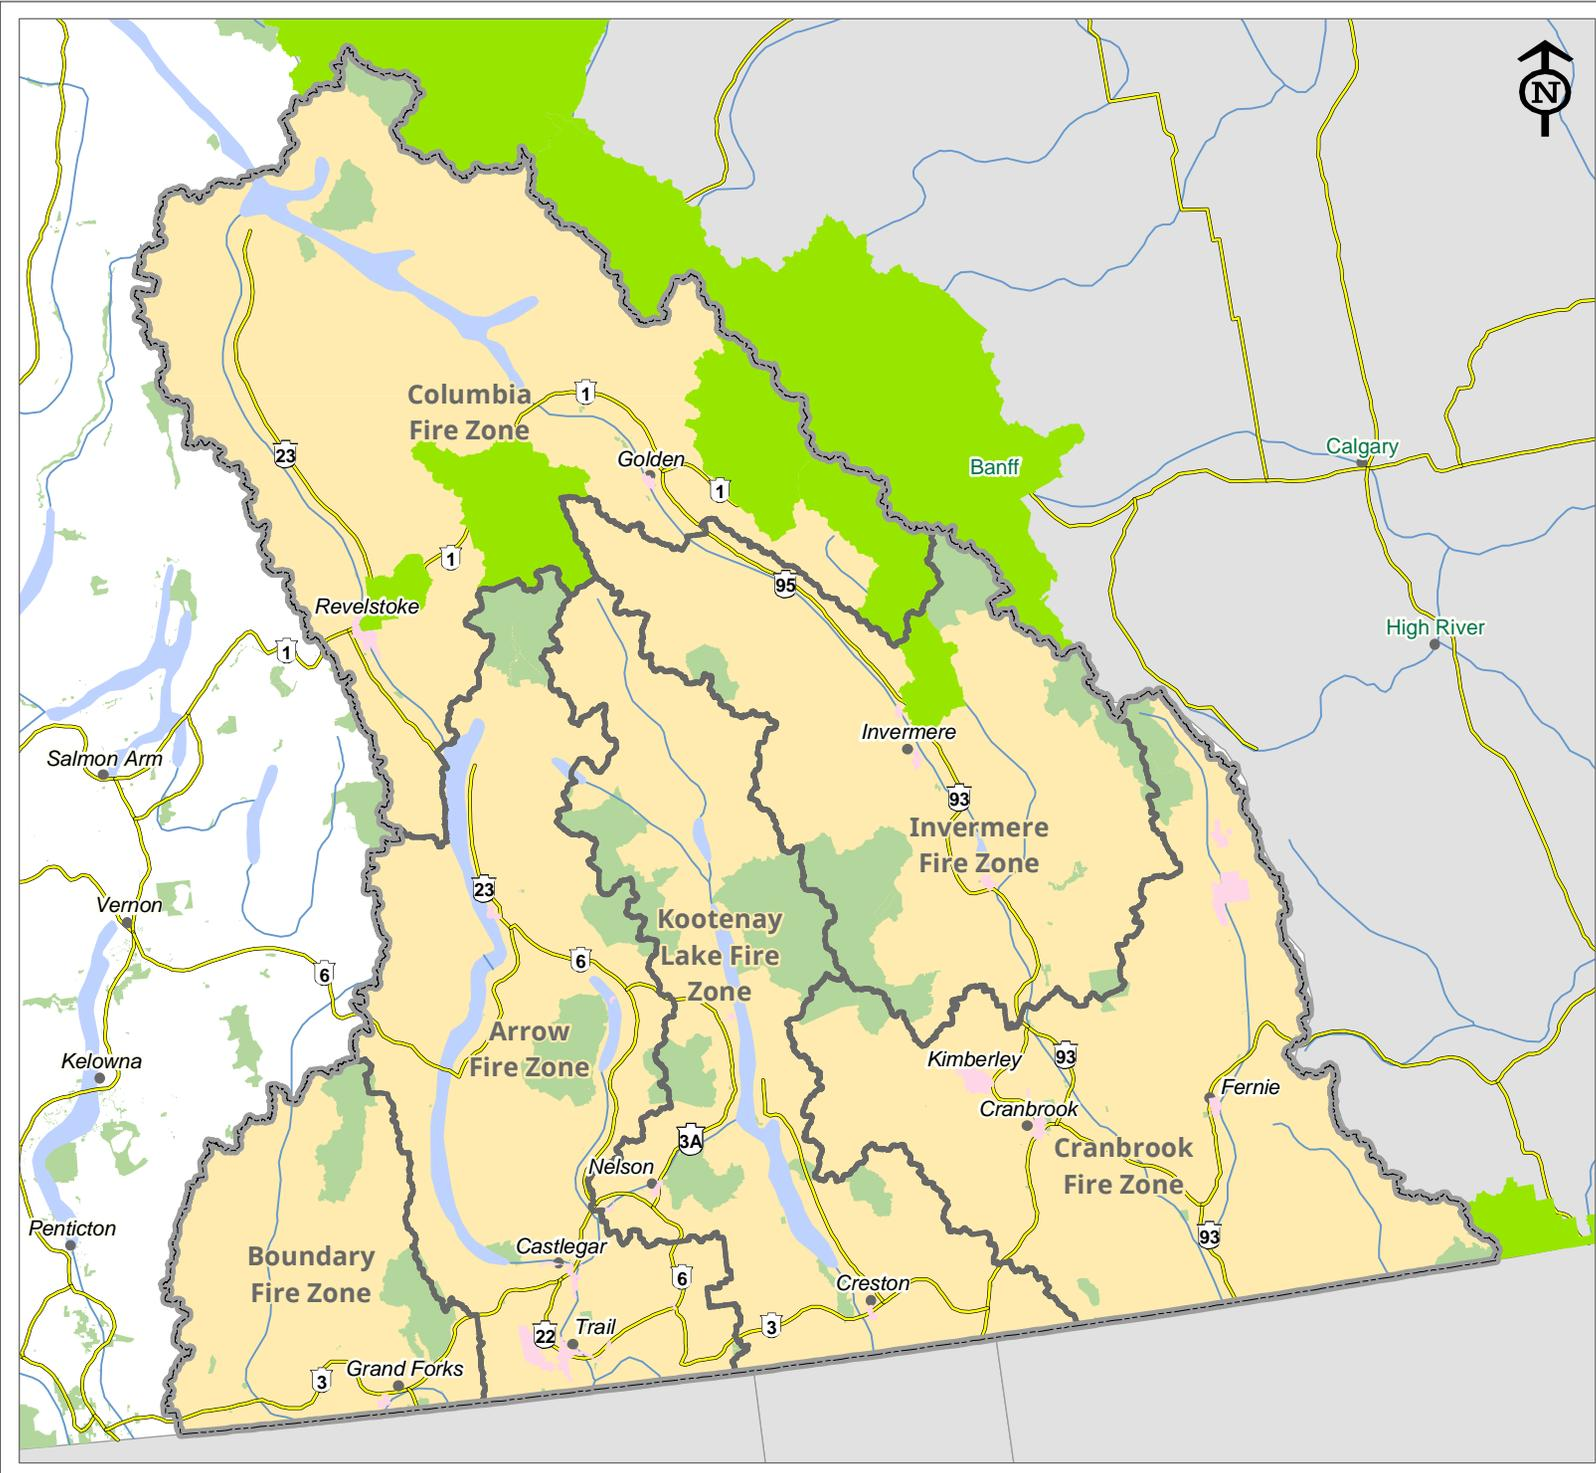 N
Columbia
Fire Zone
1
23
Golden
1
Banff
Calgary
1
95
Revelstoke
1
High River
Invermere
Salmon Arm
93
Invermere
Fire Zone
23
Vernon
Kootenay
Lake Fire
Zone
6
6
Arrow
Fire Zone
Kelowna
Kimberley
93
Fernie
Cranbrook
3A
Cranbrook
Fire Zone
Nelson
Penticton
93
Castlegar
Boundary
Fire Zone
6
Creston
Trail
22
3
Grand Forks
3